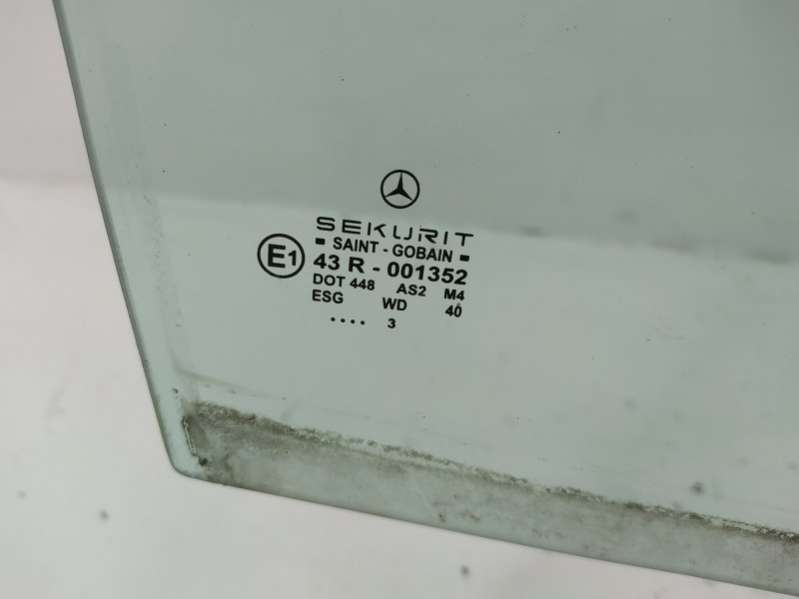 SEKURIT
SAINT - GOBAIN
E1 43 R - 001352
DOT 448 AS2 M4
ESG WD 40
.... 3